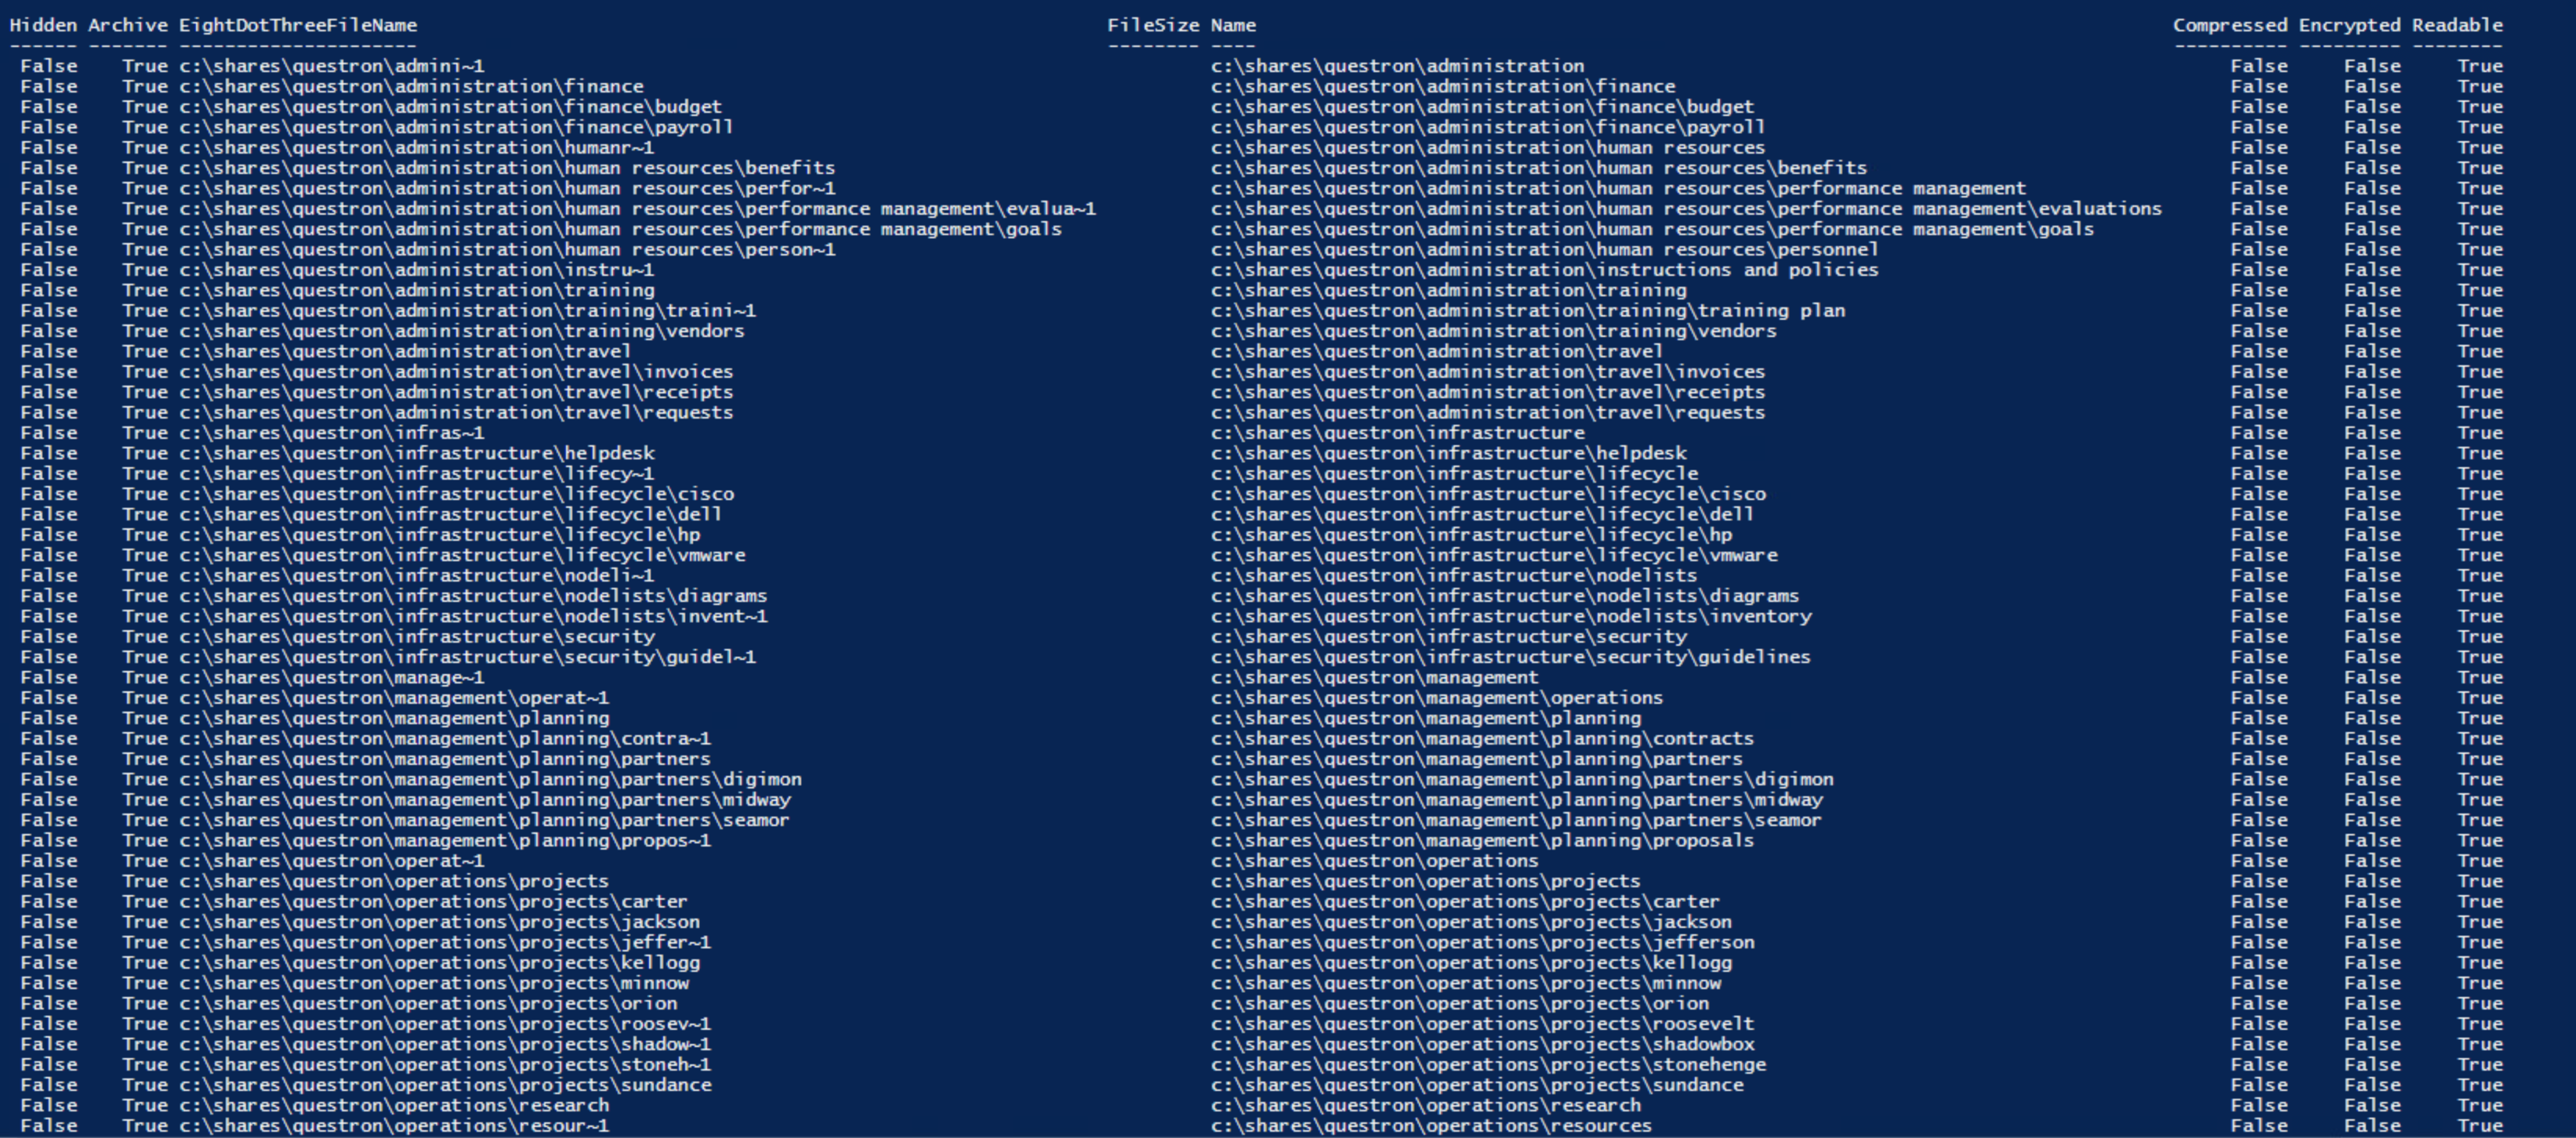 Hidden Archive EightDotThreeFileName FileSize Name Compressed Encrypted Readable
------ ------- -------------------- -------- ---- ---------- --------- --------
False True c:\shares\questron\admini~1 c:\shares\questron\administration False False True
False True c:\shares\questron\administration\finance c:\shares\questron\administration\finance False False True
False True c:\shares\questron\administration\finance\budget c:\shares\questron\administration\finance\budget False False True
False True c:\shares\questron\administration\finance\payroll c:\shares\questron\administration\finance\payroll False False True
False True c:\shares\questron\administration\humanr~1 c:\shares\questron\administration\human resources False False True
False True c:\shares\questron\administration\human resources\benefits c:\shares\questron\administration\human resources\benefits False False True
False True c:\shares\questron\administration\human resources\perfor~1 c:\shares\questron\administration\human resources\performance management False False True
False True c:\shares\questron\administration\human resources\performance management\evalua~1 c:\shares\questron\administration\human resources\performance management\evaluations False False True
False True c:\shares\questron\administration\human resources\performance management\goals c:\shares\questron\administration\human resources\performance management\goals False False True
False True c:\shares\questron\administration\human resources\person~1 c:\shares\questron\administration\human resources\personnel False False True
False True c:\shares\questron\administration\instru~1 c:\shares\questron\administration\instructions and policies False False True
False True c:\shares\questron\administration\training c:\shares\questron\administration\training False False True
False True c:\shares\questron\administration\training\traini~1 c:\shares\questron\administration\training\training plan False False True
False True c:\shares\questron\administration\training\vendors c:\shares\questron\administration\training\vendors False False True
False True c:\shares\questron\administration\travel c:\shares\questron\administration\travel False False True
False True c:\shares\questron\administration\travel\invoices c:\shares\questron\administration\travel\invoices False False True
False True c:\shares\questron\administration\travel\receipts c:\shares\questron\administration\travel\receipts False False True
False True c:\shares\questron\administration\travel\requests c:\shares\questron\administration\travel\requests False False True
False True c:\shares\questron\infras~1 c:\shares\questron\infrastructure False False True
False True c:\shares\questron\infrastructure\helpdesk c:\shares\questron\infrastructure\helpdesk False False True
False True c:\shares\questron\infrastructure\lifecy~1 c:\shares\questron\infrastructure\lifecycle False False True
False True c:\shares\questron\infrastructure\lifecycle\cisco c:\shares\questron\infrastructure\lifecycle\cisco False False True
False True c:\shares\questron\infrastructure\lifecycle\dell c:\shares\questron\infrastructure\lifecycle\dell False False True
False True c:\shares\questron\infrastructure\lifecycle\hp c:\shares\questron\infrastructure\lifecycle\hp False False True
False True c:\shares\questron\infrastructure\lifecycle\vmware c:\shares\questron\infrastructure\lifecycle\vmware False False True
False True c:\shares\questron\infrastructure\nodeli~1 c:\shares\questron\infrastructure\nodelists False False True
False True c:\shares\questron\infrastructure\nodelists\diagrams c:\shares\questron\infrastructure\nodelists\diagrams False False True
False True c:\shares\questron\infrastructure\nodelists\invent~1 c:\shares\questron\infrastructure\nodelists\inventory False False True
False True c:\shares\questron\infrastructure\security c:\shares\questron\infrastructure\security False False True
False True c:\shares\questron\infrastructure\security\guidel~1 c:\shares\questron\infrastructure\security\guidelines False False True
False True c:\shares\questron\manage~1 c:\shares\questron\management False False True
False True c:\shares\questron\management\operat~1 c:\shares\questron\management\operations False False True
False True c:\shares\questron\management\planning c:\shares\questron\management\planning False False True
False True c:\shares\questron\management\planning\contra~1 c:\shares\questron\management\planning\contracts False False True
False True c:\shares\questron\management\planning\partners c:\shares\questron\management\planning\partners False False True
False True c:\shares\questron\management\planning\partners\digimon c:\shares\questron\management\planning\partners\digimon False False True
False True c:\shares\questron\management\planning\partners\midway c:\shares\questron\management\planning\partners\midway False False True
False True c:\shares\questron\management\planning\partners\seamor c:\shares\questron\management\planning\partners\seamor False False True
False True c:\shares\questron\management\planning\propos~1 c:\shares\questron\management\planning\proposals False False True
False True c:\shares\questron\operat~1 c:\shares\questron\operations False False True
False True c:\shares\questron\operations\projects c:\shares\questron\operations\projects False False True
False True c:\shares\questron\operations\projects\carter c:\shares\questron\operations\projects\carter False False True
False True c:\shares\questron\operations\projects\jackson c:\shares\questron\operations\projects\jackson False False True
False True c:\shares\questron\operations\projects\jeffer~1 c:\shares\questron\operations\projects\jefferson False False True
False True c:\shares\questron\operations\projects\kellogg c:\shares\questron\operations\projects\kellogg False False True
False True c:\shares\questron\operations\projects\minnow c:\shares\questron\operations\projects\minnow False False True
False True c:\shares\questron\operations\projects\orion c:\shares\questron\operations\projects\orion False False True
False True c:\shares\questron\operations\projects\roosev~1 c:\shares\questron\operations\projects\roosevelt False False True
False True c:\shares\questron\operations\projects\shadow~1 c:\shares\questron\operations\projects\shadowbox False False True
False True c:\shares\questron\operations\projects\stoneh~1 c:\shares\questron\operations\projects\stonehenge False False True
False True c:\shares\questron\operations\projects\sundance c:\shares\questron\operations\projects\sundance False False True
False True c:\shares\questron\operations\research c:\shares\questron\operations\research False False True
False True c:\shares\questron\operations\resour~1 c:\shares\questron\operations\resources False False True